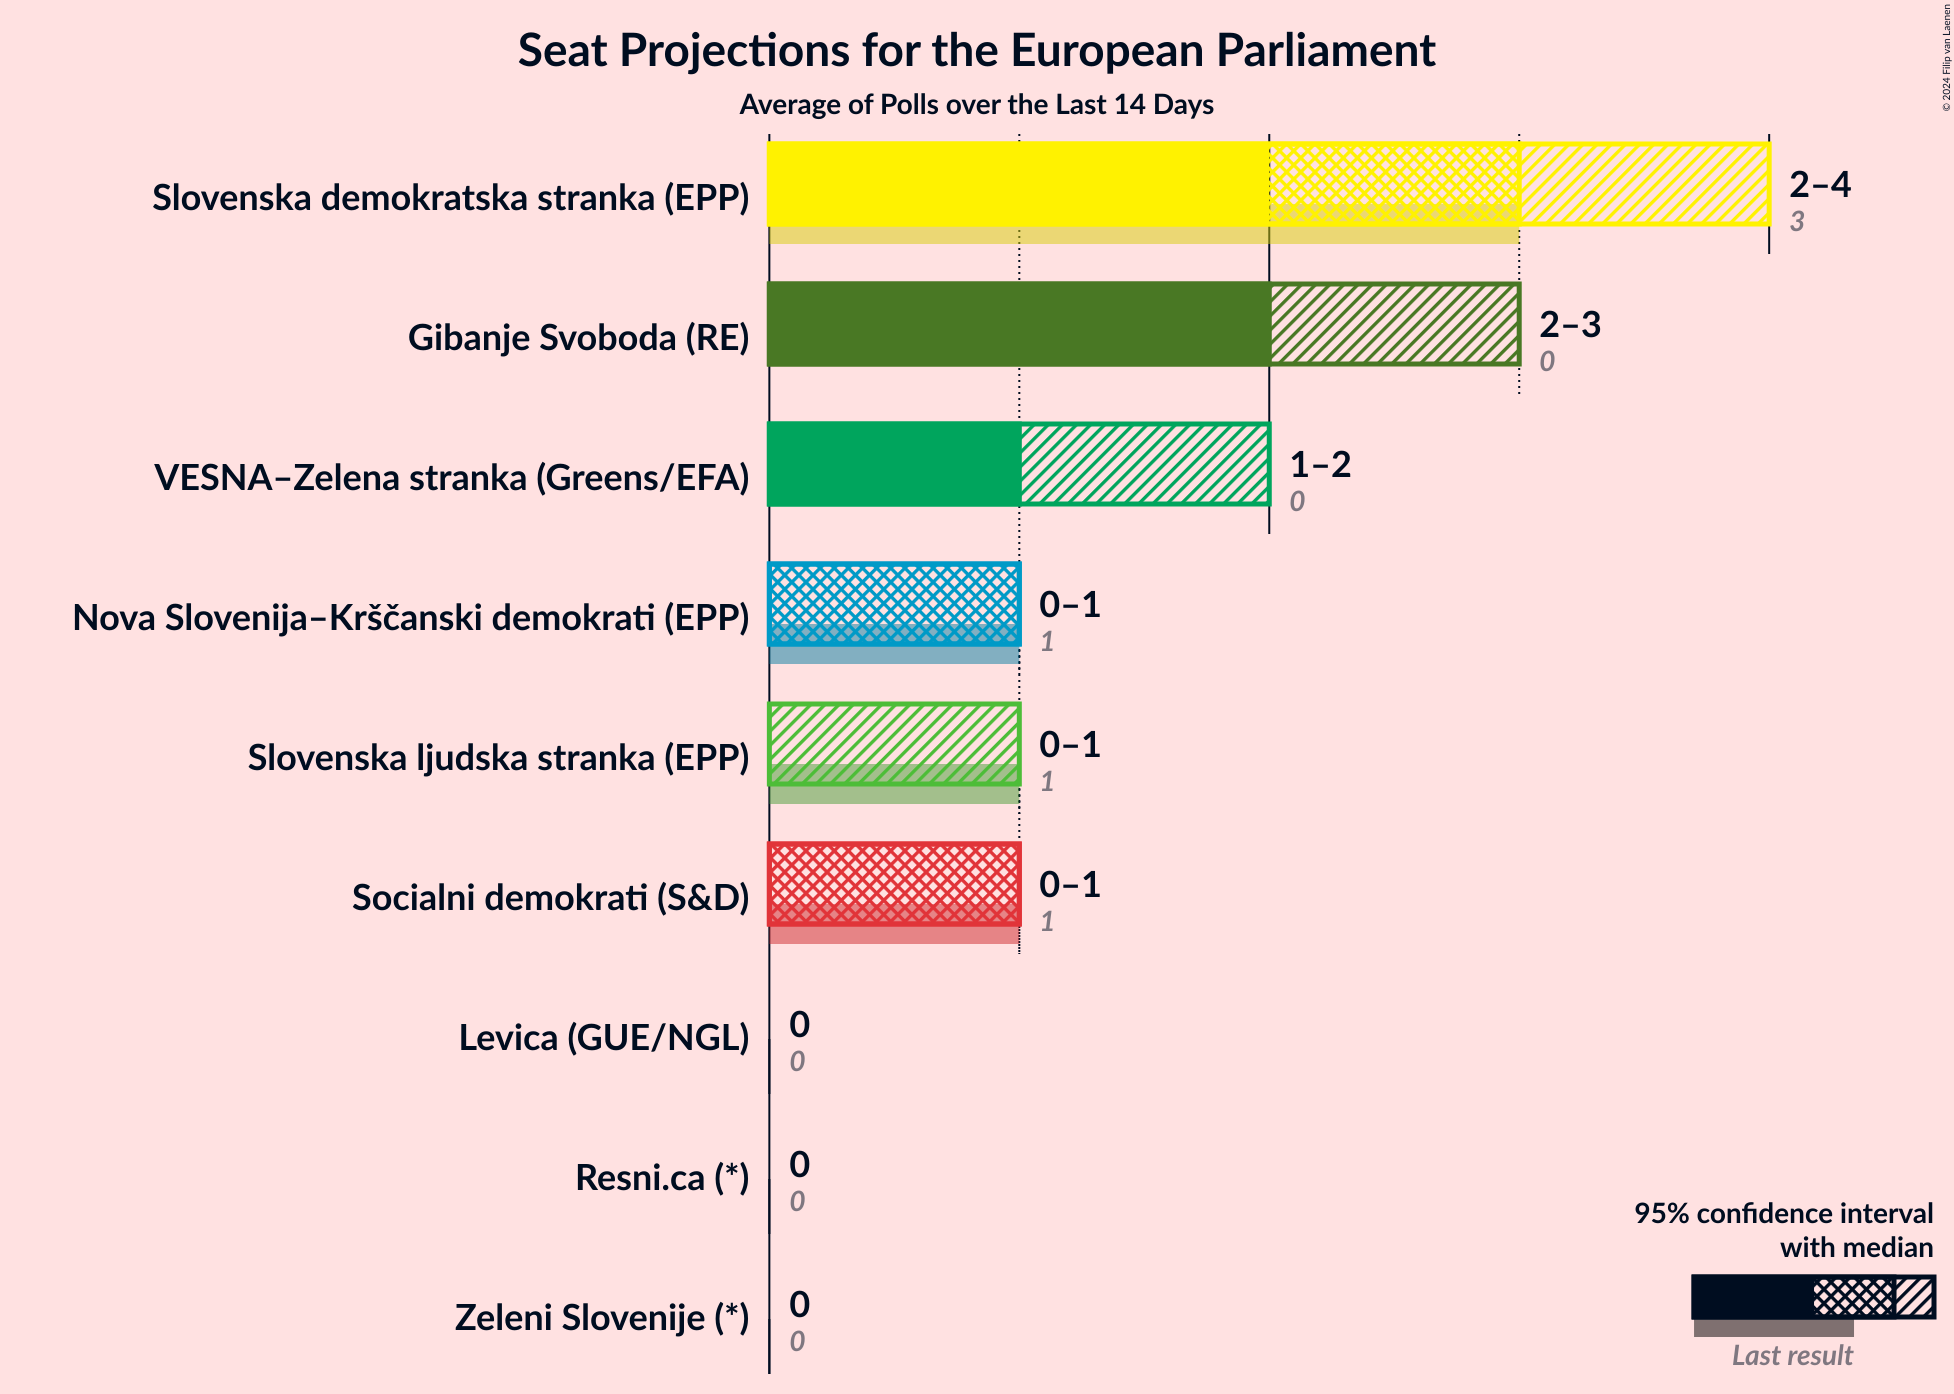 Seat Projections for the European Parliament
Average of Polls over the Last 14 Days
© 2024 Filip van Laenen
Slovenska demokratska stranka (EPP)
2–4
3
Gibanje Svoboda (RE)
2–3
0
VESNA–Zelena stranka (Greens/EFA)
1–2
0
Nova Slovenija–Krščanski demokrati (EPP)
0–1
1
Slovenska ljudska stranka (EPP)
0–1
1
Socialni demokrati (S&D)
0–1
1
Levica (GUE/NGL)
0
0
Resni.ca (*)
0
0
Zeleni Slovenije (*)
0
0
95% confidence interval
with median
Last result